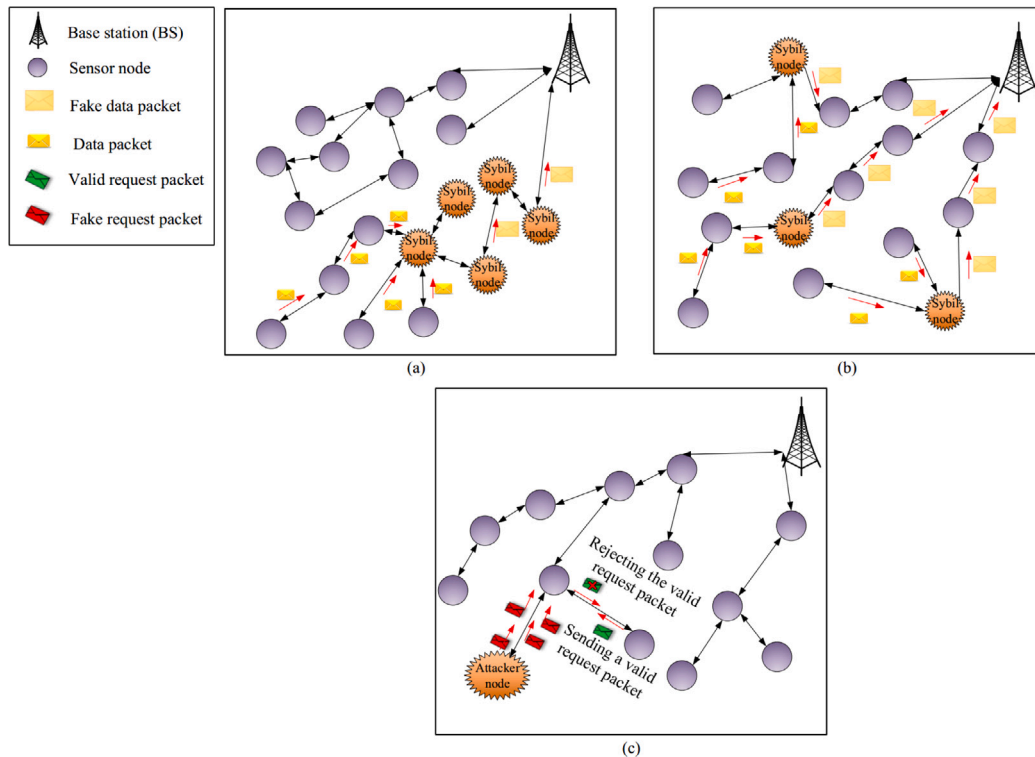 Base station (BS)
Sensor node
Fake data packet
Data packet
Valid request packet
Fake request packet
Sybil
node
Sybil
node
Sybil
node
Sybil
node
Sybil
node
(a)
Sybil
node
Sybil
node
Sybil
node
(b)
Rejecting the valid
request packet
Sending a valid
request packet
Attacker
node
(c)